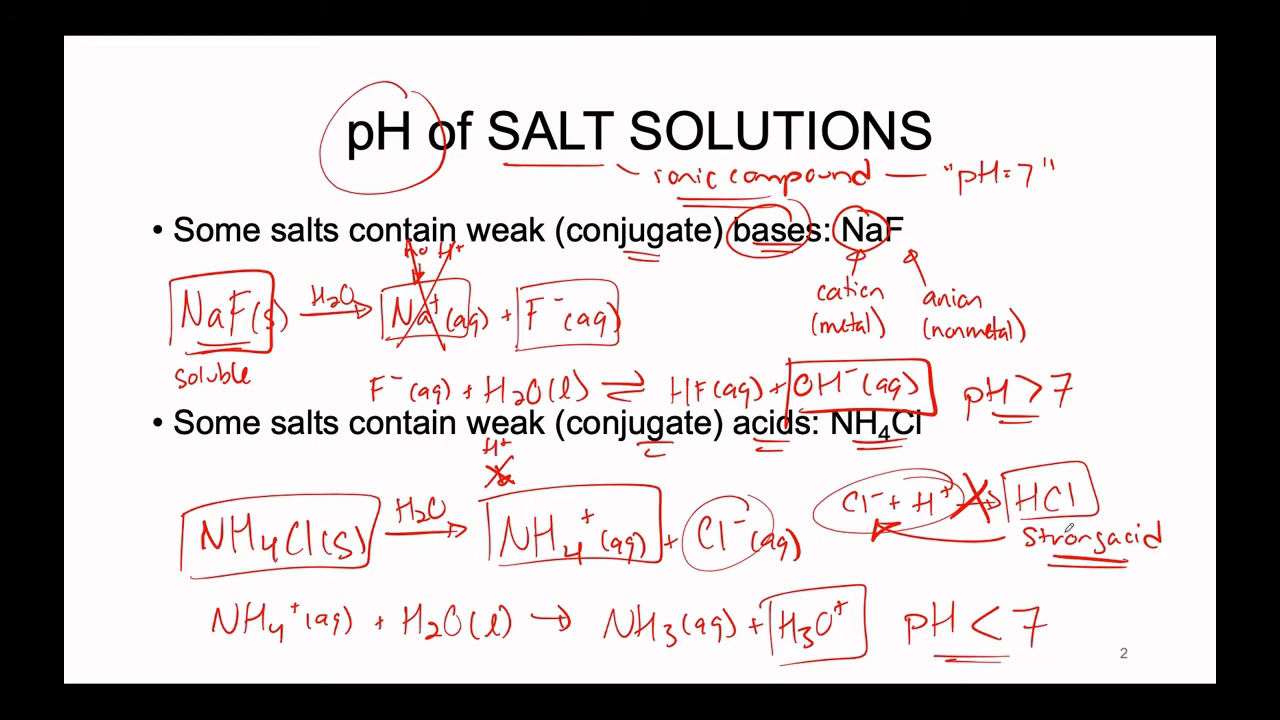 pH of SALT SOLUTIONS
ionic compound — "pH=7"
• Some salts contain weak (conjugate) bases: NaF
H⁺
NaF(s) H₂O → Na⁺(aq) + F⁻(aq)
cation (metal)
anion (nonmetal)
soluble
F⁻(aq) + H₂O(l) ⇌ HF(aq) + OH⁻(aq) pH > 7
• Some salts contain weak (conjugate) acids: NH₄Cl
H⁺
NH₄Cl(s) H₂O → NH₄⁺(aq) + Cl⁻(aq)
Cl⁻ + H⁺ → HCl
strong acid
NH₄⁺(aq) + H₂O(l) → NH₃(aq) + H₃O⁺ pH < 7
2